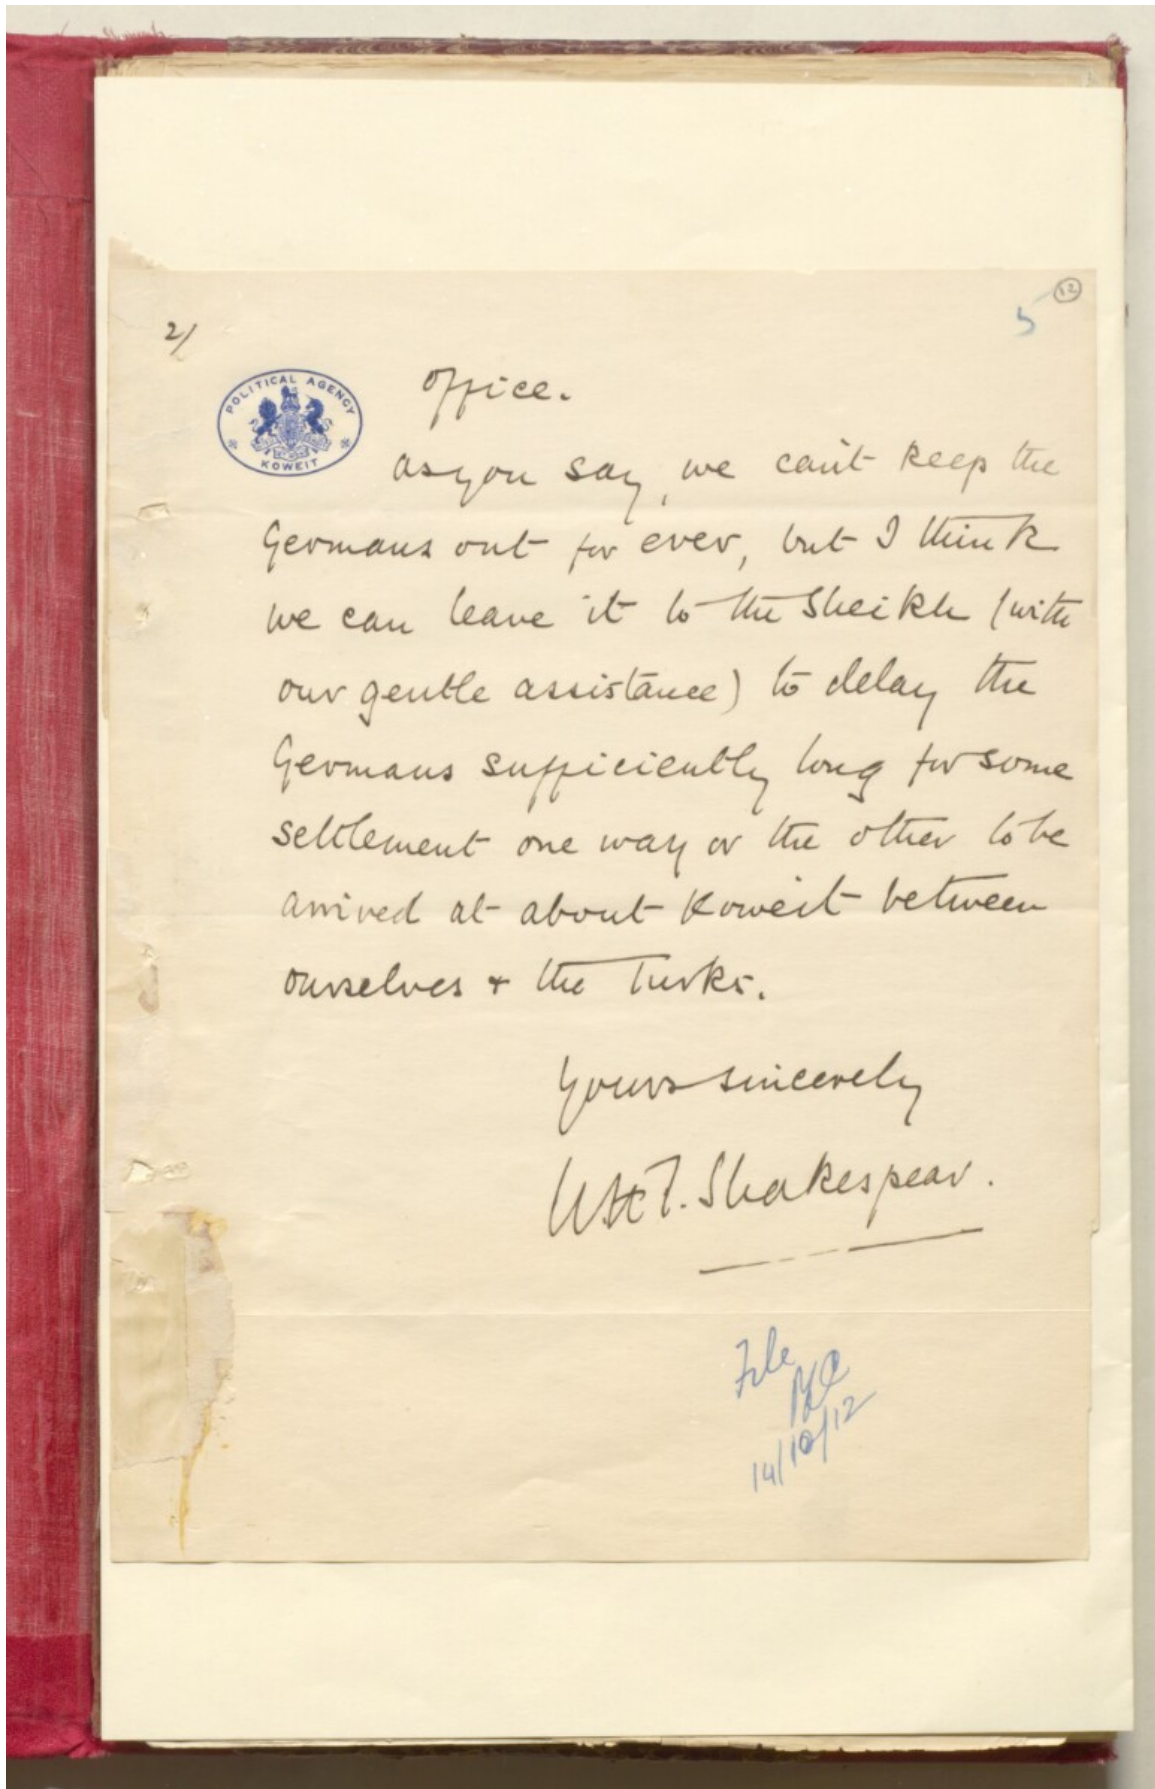 12
5
2/
POLITICAL AGENCY
KOWEIT
Office.
As you say, we can't keep the
Germans out for ever, but I think
we can leave it to the Sheikh (with
our gentle assistance) to delay the
Germans sufficiently long for some
settlement one way or the other to be
arrived at about Koweit between
ourselves + the Turks.
Yours sincerely
W H I. Shakespear.
File
PZC
14/10/12